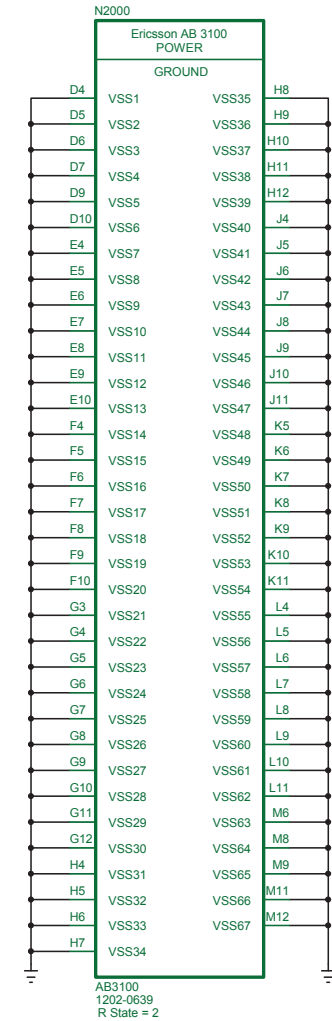 N2000
Ericsson AB 3100
POWER
GROUND
D4 VSS1 VSS35 H8
D5 VSS2 VSS36 H9
D6 VSS3 VSS37 H10
D7 VSS4 VSS38 H11
D9 VSS5 VSS39 H12
D10 VSS6 VSS40 J4
E4 VSS7 VSS41 J5
E5 VSS8 VSS42 J6
E6 VSS9 VSS43 J7
E7 VSS10 VSS44 J8
E8 VSS11 VSS45 J9
E9 VSS12 VSS46 J10
E10 VSS13 VSS47 J11
F4 VSS14 VSS48 K5
F5 VSS15 VSS49 K6
F6 VSS16 VSS50 K7
F7 VSS17 VSS51 K8
F8 VSS18 VSS52 K9
F9 VSS19 VSS53 K10
F10 VSS20 VSS54 K11
G3 VSS21 VSS55 L4
G4 VSS22 VSS56 L5
G5 VSS23 VSS57 L6
G6 VSS24 VSS58 L7
G7 VSS25 VSS59 L8
G8 VSS26 VSS60 L9
G9 VSS27 VSS61 L10
G10 VSS28 VSS62 L11
G11 VSS29 VSS63 M6
G12 VSS30 VSS64 M8
H4 VSS31 VSS65 M9
H5 VSS32 VSS66 M11
H6 VSS33 VSS67 M12
H7 VSS34
AB3100
1202-0639
R State = 2